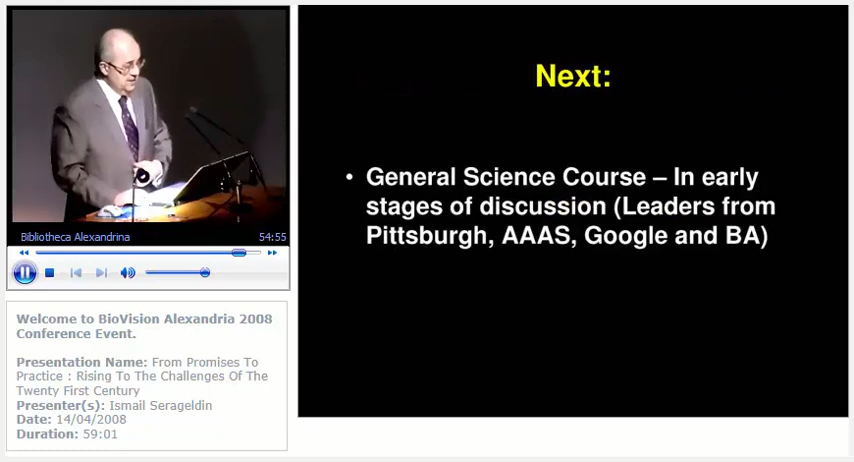 Bibliotheca Alexandrina 54:55
Welcome to BioVision Alexandria 2008
Conference Event.
Presentation Name: From Promises To
Practice : Rising To The Challenges Of The
Twenty First Century
Presenter(s): Ismail Serageldin
Date: 14/04/2008
Duration: 59:01
Next:
• General Science Course – In early
stages of discussion (Leaders from
Pittsburgh, AAAS, Google and BA)